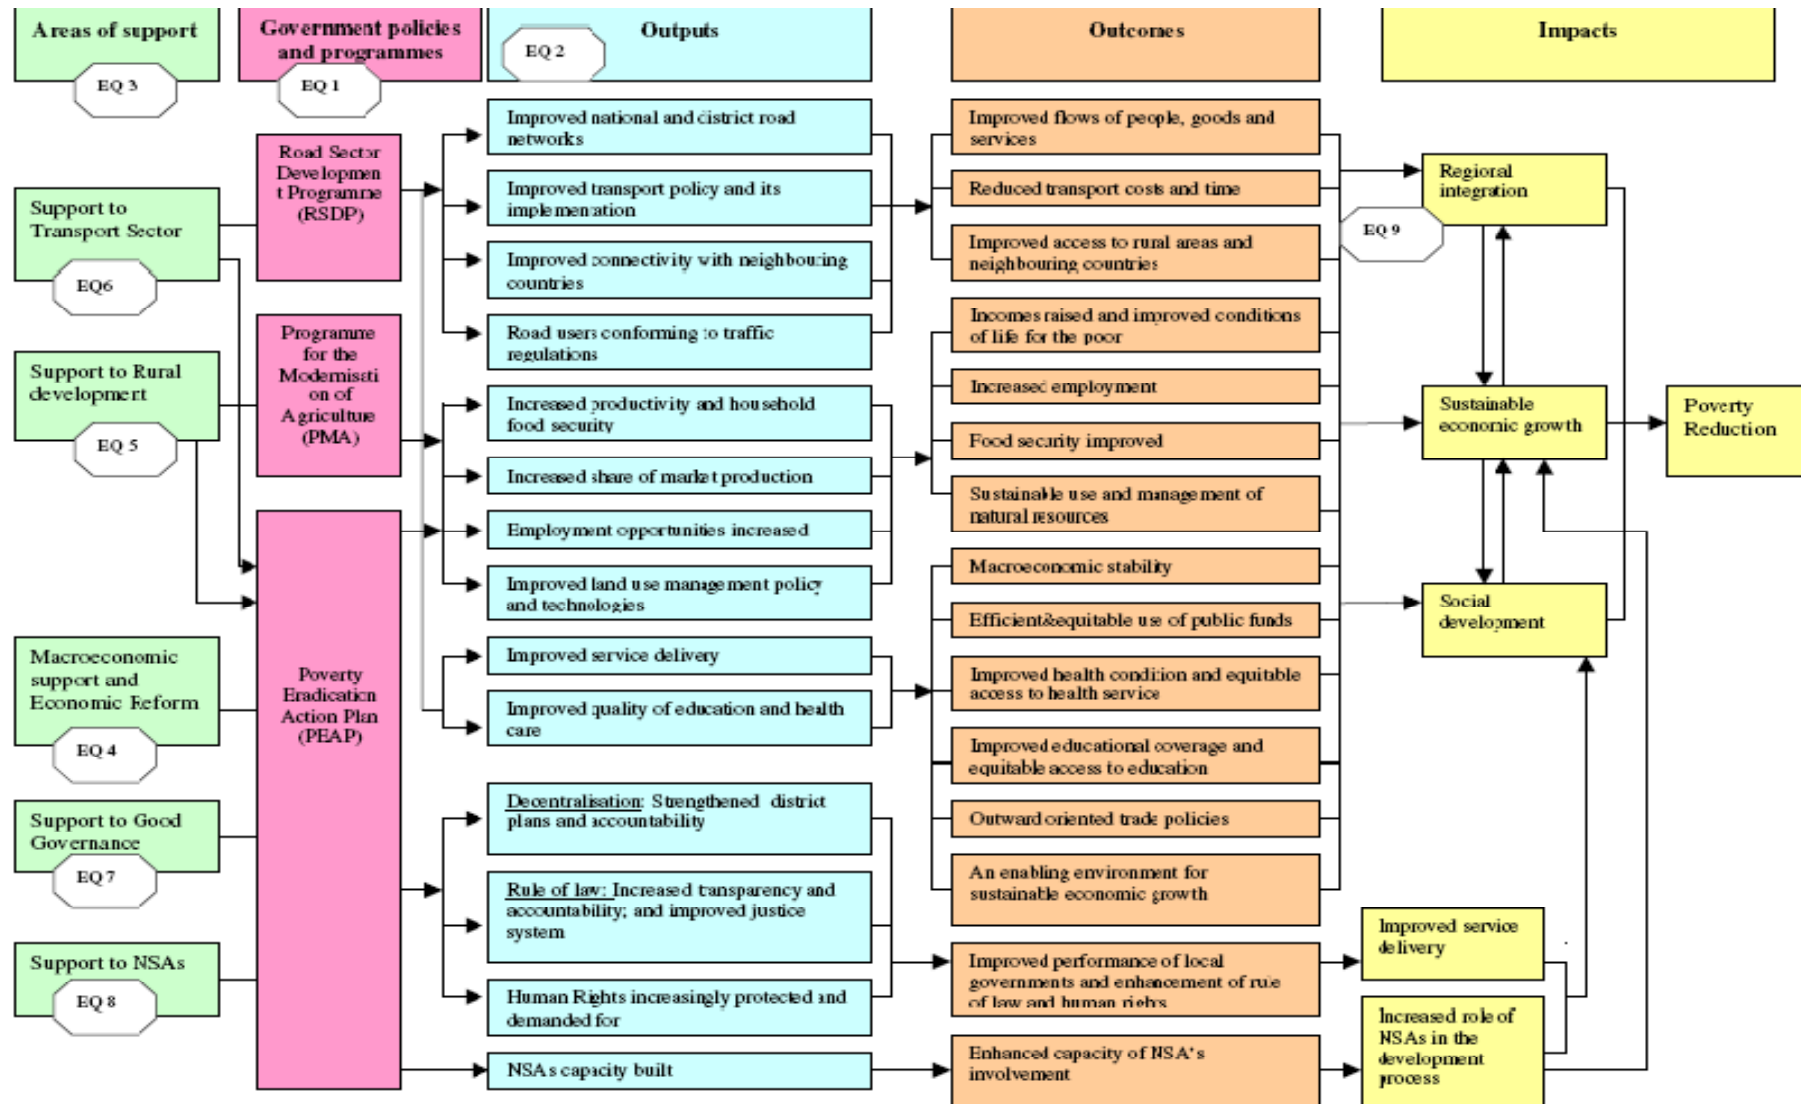 Areas of support
EQ 3
Government policies
and programmes
EQ 1
Outputs
EQ 2
Outcomes
Impacts
Support to
Transport Sector
EQ6
Support to Rural
development
EQ 5
Macroeconomic
support and
Economic Reform
EQ 4
Support to Good
Governance
EQ 7
Support to NSAs
EQ 8
Road Sector
Developmen
t Programme
(RSDP)
Programme
for the
Modernisati
on of
Agriculture
(PMA)
Poverty
Eradication
Action Plan
(PEAP)
Improved national and district road
networks
Improved transport policy and its
implementation
Improved connectivity with neighbouring
countries
Road users conforming to traffic
regulations
Increased productivity and household
food security
Increased share of market production
Employment opportunities increased
Improved land use management policy
and technologies
Improved service delivery
Improved quality of education and health
care
Decentralisation: Strengthened district
plans and accountability
Rule of law: Increased transparency and
accountability; and improved justice
system
Human Rights increasingly protected and
demanded for
NSAs capacity built
Improved flows of people, goods and
services
Reduced transport costs and time
Improved access to rural areas and
neighbouring countries
Incomes raised and improved conditions
of life for the poor
Increased employment
Food security improved
Sustainable use and management of
natural resources
Macroeconomic stability
Efficient&equitable use of public funds
Improved health condition and equitable
access to health service
Improved educational coverage and
equitable access to education
Outward oriented trade policies
An enabling environment for
sustainable economic growth
Improved performance of local
governments and enhancement of rule
of law and human rights
Enhanced capacity of NSA's
involvement
EQ 9
Regional
integration
Sustainable
economic growth
Social
development
Poverty
Reduction
Improved service
delivery
Increased role of
NSAs in the
development
process